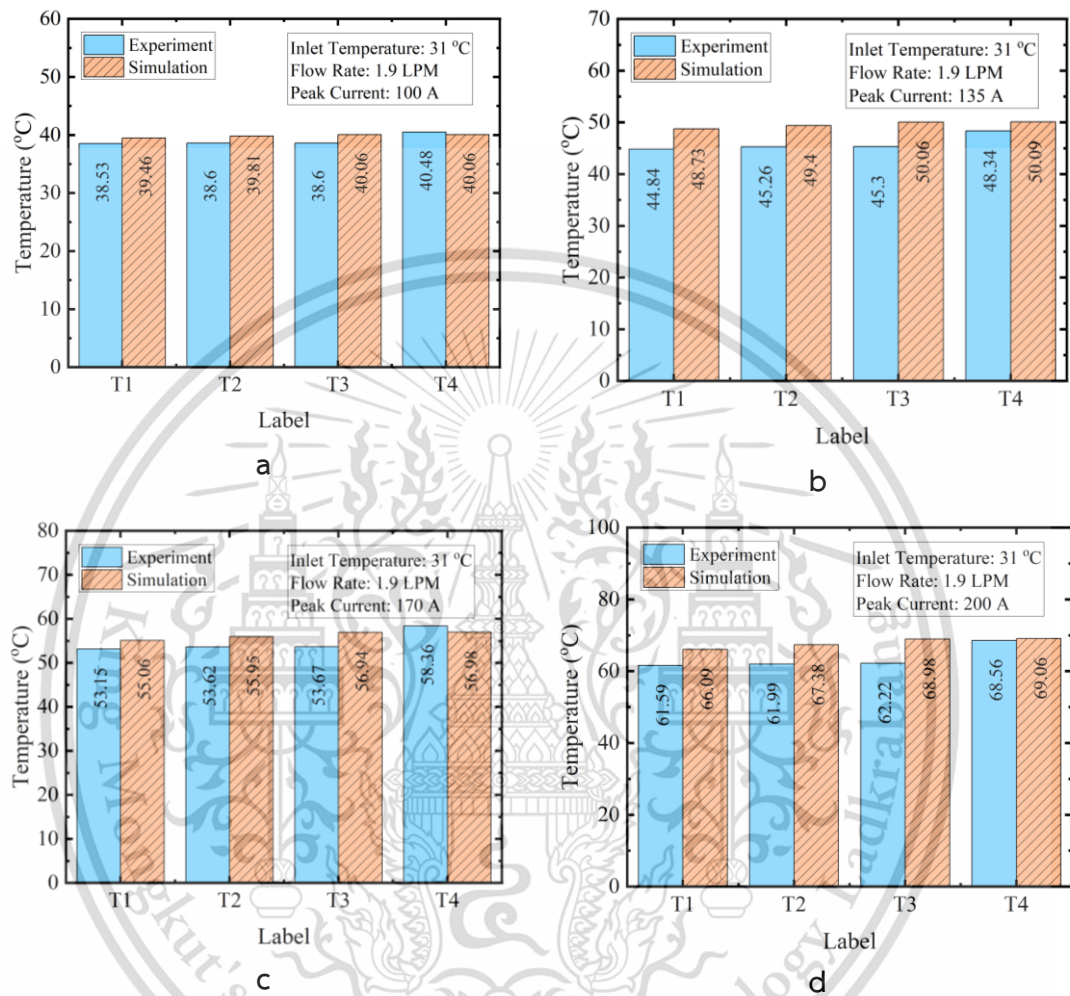 60
50
40
30
20
10
0
Temperature (°C)
Experiment
Simulation
Inlet Temperature: 31 °C
Flow Rate: 1.9 LPM
Peak Current: 100 A
38.53
39.46
38.6
39.81
38.6
40.06
40.48
40.06
T1 T2 T3 T4
Label
a
70
60
50
40
30
20
10
0
Temperature (°C)
Experiment
Simulation
Inlet Temperature: 31 °C
Flow Rate: 1.9 LPM
Peak Current: 135 A
44.84
48.73
45.26
49.4
45.3
50.06
48.34
50.09
T1 T2 T3 T4
Label
b
80
70
60
50
40
30
20
10
0
Temperature (°C)
Experiment
Simulation
Inlet Temperature: 31 °C
Flow Rate: 1.9 LPM
Peak Current: 170 A
53.15
55.06
53.62
55.95
53.67
56.94
58.36
56.98
T1 T2 T3 T4
Label
c
100
80
60
40
20
0
Temperature (°C)
Experiment
Simulation
Inlet Temperature: 31 °C
Flow Rate: 1.9 LPM
Peak Current: 200 A
61.59
66.09
61.99
67.38
62.22
68.98
68.56
69.06
T1 T2 T3 T4
Label
d
King Mongkut's
logy Ladkrabang